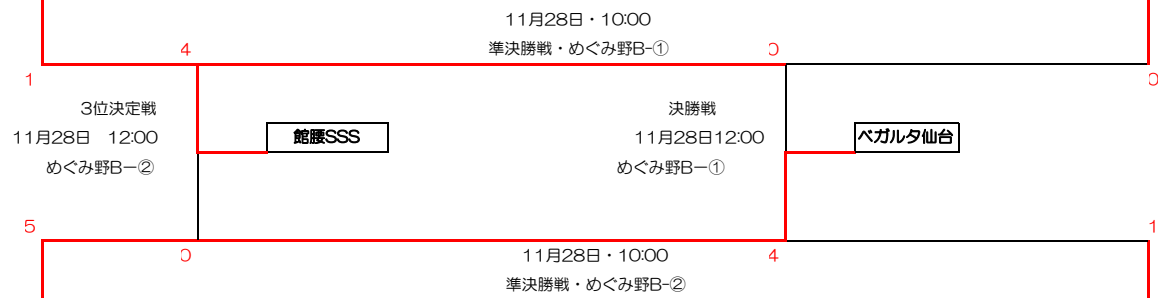 11月28日・10:00
準決勝戦・めぐみ野B-①
4
0
1
0
3位決定戦
決勝戦
11月28日 12:00
館腰SSS
11月28日12:00
ベガルタ仙台
めぐみ野B－②
めぐみ野B－①
5
1
0
11月28日・10:00
4
準決勝戦・めぐみ野B-②